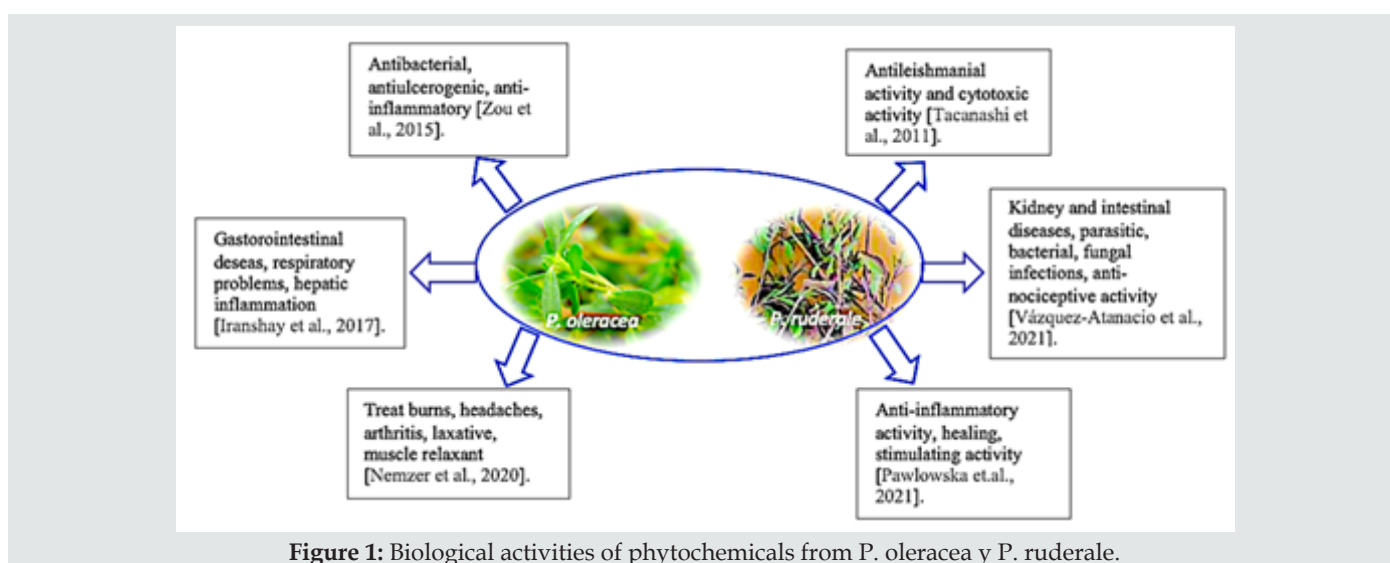 Antibacterial,
antiulcerogenic, anti-
inflammatory [Zou et
al., 2015].
Antileishmanial
activity and cytotoxic
activity [Tacanashi et
al., 2011].
Gastorointestinal
deseas, respiratory
problems, hepatic
inflammation
[Iranshay et al., 2017].
P. oleracea
P. ruderale
Kidney and intestinal
diseases, parasitic,
bacterial, fungal
infections, anti-
nociceptive activity
[Vázquez-Atanacio et al.,
2021].
Treat burns, headaches,
arthritis, laxative,
muscle relaxant
[Nemzer et al., 2020].
Anti-inflammatory
activity, healing,
stimulating activity
[Pawlowska et.al.,
2021].
Figure 1: Biological activities of phytochemicals from P. oleracea y P. ruderale.